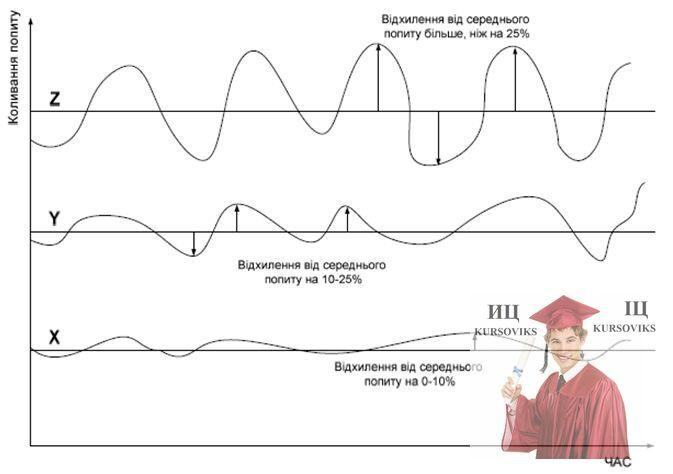 Коливання попиту
Відхилення від середнього
попиту більше, ніж на 25%
Z
Y
Відхилення від середнього
попиту на 10-25%
X
Відхилення від середнього
попиту на 0-10%
ИЦ
KURSOVIKS
ІЦ
KURSOVIKS
ЧАС